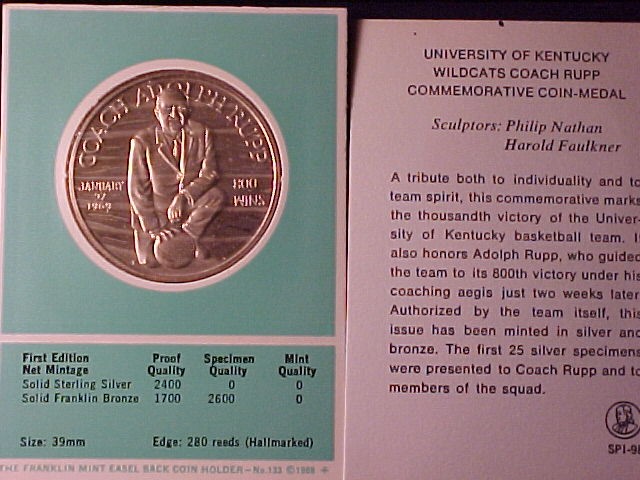 COACH ADOLPH RUPP
JANUARY
27
1969
800
WINS
First Edition
Net Mintage
Proof
Quality
Specimen
Quality
Mint
Quality
Solid Sterling Silver 2400 0 0
Solid Franklin Bronze 1700 2600 0
Size: 39mm Edge: 280 reeds (Hallmarked)
THE FRANKLIN MINT EASEL BACK COIN HOLDER—No.133 ©1968
UNIVERSITY OF KENTUCKY
WILDCATS COACH RUPP
COMMEMORATIVE COIN-MEDAL
Sculptors: Philip Nathan
Harold Faulkner
A tribute both to individuality and to
team spirit, this commemorative marks
the thousandth victory of the Univer-
sity of Kentucky basketball team. I
also honors Adolph Rupp, who guided
the team to its 800th victory under his
coaching aegis just two weeks later
Authorized by the team itself, this
issue has been minted in silver and
bronze. The first 25 silver specimens
were presented to Coach Rupp and to
members of the squad.
SPI-98